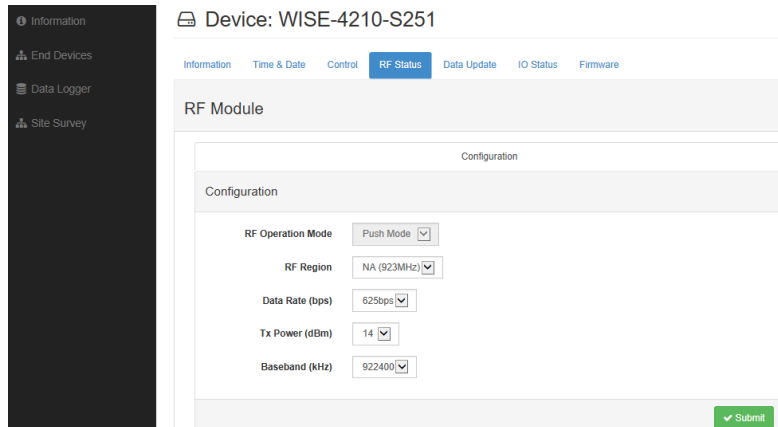 Information
End Devices
Data Logger
Site Survey
Device: WISE-4210-S251
Information Time & Date Control RF Status Data Update IO Status Firmware
RF Module
Configuration
Configuration
RF Operation Mode Push Mode
RF Region NA (923MHz)
Data Rate (bps) 625bps
Tx Power (dBm) 14
Baseband (kHz) 922400
Submit